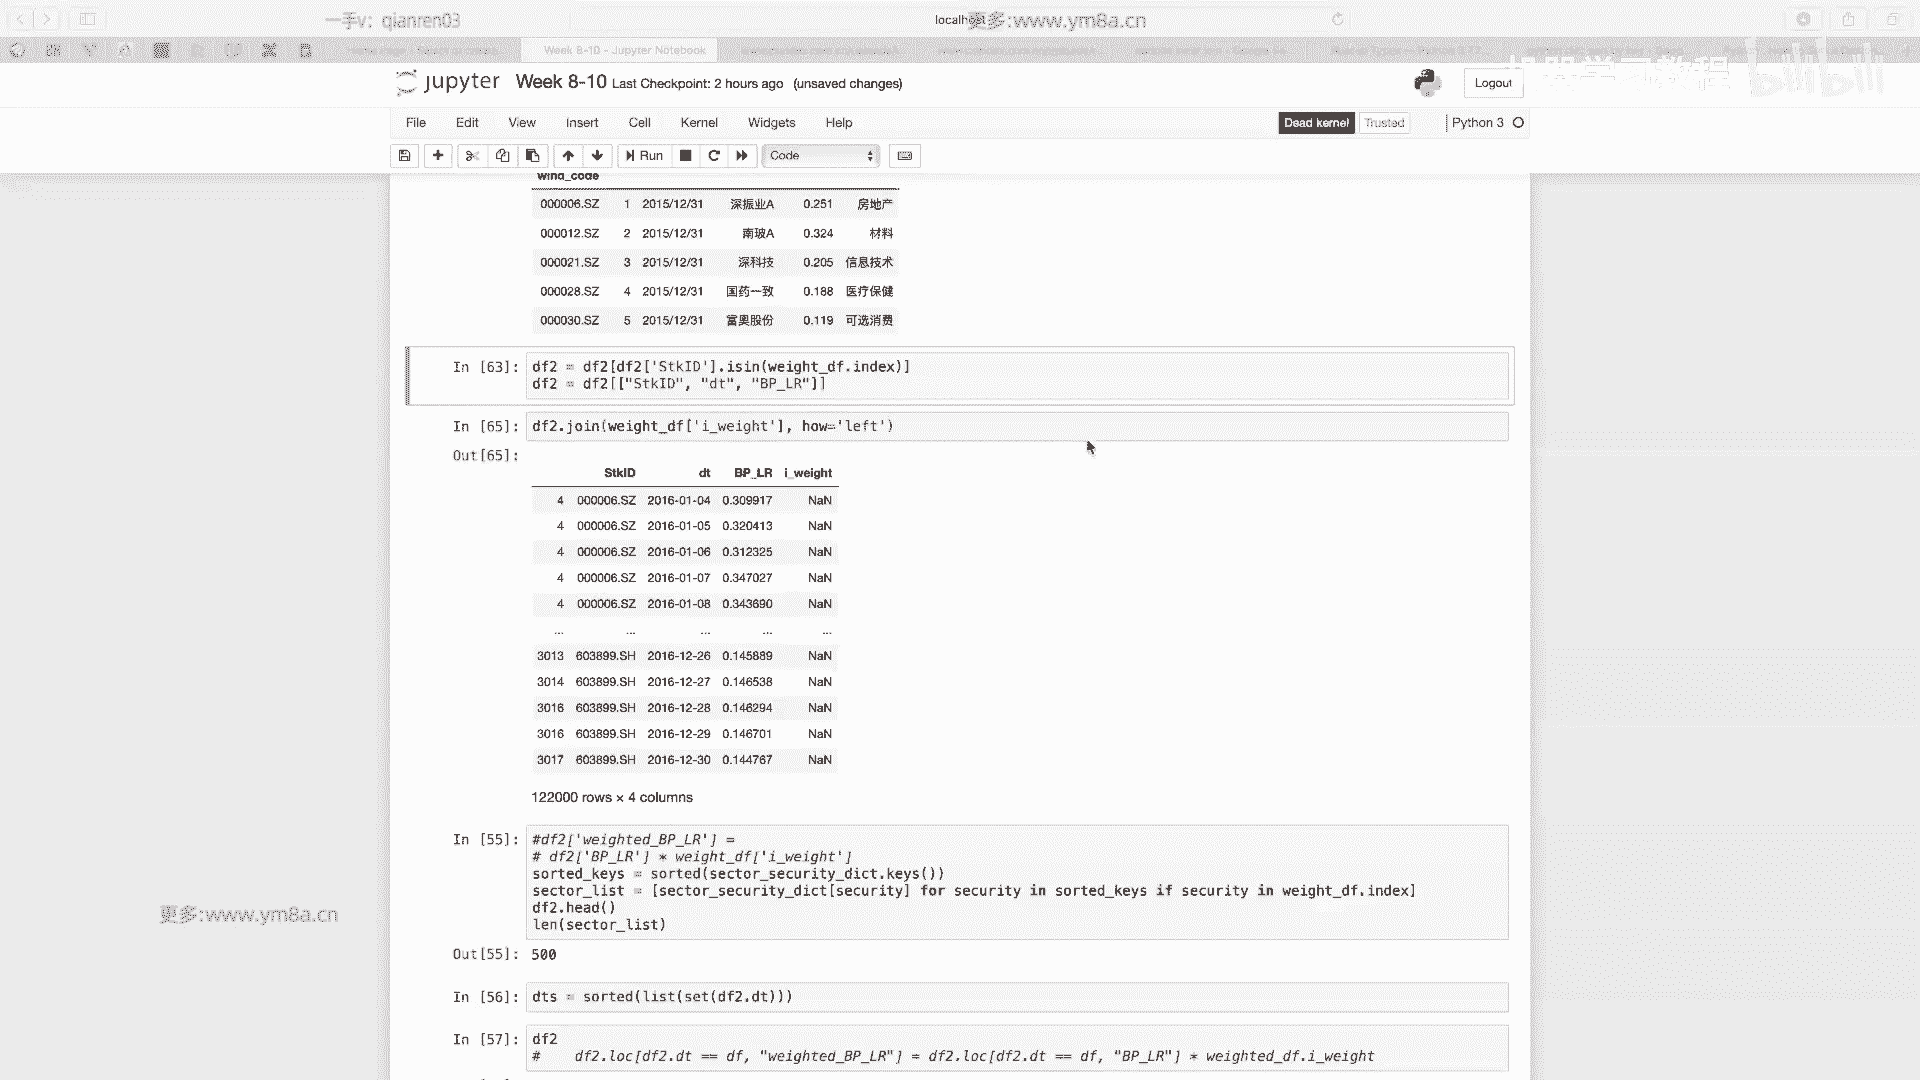 一手v: qianren03
localhost
更多:www.ym8a.cn
Week 8-10 - Jupyter Notebook
机器学习教程 bilibili
jupyter Week 8-10 Last Checkpoint: 2 hours ago (unsaved changes)
Logout
File Edit View Insert Cell Kernel Widgets Help
Dead kernel Trusted Python 3
Run Code
wind_code
000006.SZ 1 2015/12/31 深振业A 0.251 房地产
000012.SZ 2 2015/12/31 南玻A 0.324 材料
000021.SZ 3 2015/12/31 深科技 0.205 信息技术
000028.SZ 4 2015/12/31 国药一致 0.188 医疗保健
000030.SZ 5 2015/12/31 富奥股份 0.119 可选消费
In [63]: df2 = df2[df2['StkID'].isin(weight_df.index)]
df2 = df2[["StkID", "dt", "BP_LR"]]
In [65]: df2.join(weight_df['i_weight'], how='left')
Out[65]:
StkID dt BP_LR i_weight
4 000006.SZ 2016-01-04 0.309917 NaN
4 000006.SZ 2016-01-05 0.320413 NaN
4 000006.SZ 2016-01-06 0.312325 NaN
4 000006.SZ 2016-01-07 0.347027 NaN
4 000006.SZ 2016-01-08 0.343690 NaN
... ... ... ... ...
3013 603899.SH 2016-12-26 0.145889 NaN
3014 603899.SH 2016-12-27 0.146538 NaN
3016 603899.SH 2016-12-28 0.146294 NaN
3016 603899.SH 2016-12-29 0.146701 NaN
3017 603899.SH 2016-12-30 0.144767 NaN
122000 rows × 4 columns
In [55]: #df2['weighted_BP_LR'] =
# df2['BP_LR'] * weight_df['i_weight']
sorted_keys = sorted(sector_security_dict.keys())
sector_list = [sector_security_dict[security] for security in sorted_keys if security in weight_df.index]
df2.head()
len(sector_list)
更多:www.ym8a.cn
Out[55]: 500
In [56]: dts = sorted(list(set(df2.dt)))
In [57]: df2
# df2.loc[df2.dt == df, "weighted_BP_LR"] = df2.loc[df2.dt == df, "BP_LR"] * weighted_df.i_weight